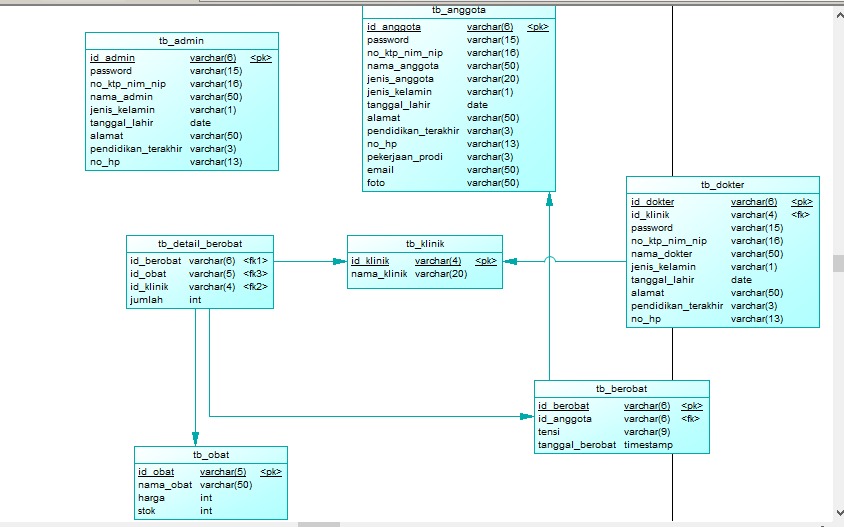 tb_anggota
id_anggota varchar(6) <pk>
password varchar(15)
no_ktp_nim_nip varchar(16)
nama_anggota varchar(50)
jenis_anggota varchar(20)
jenis_kelamin varchar(1)
tanggal_lahir date
alamat varchar(50)
pendidikan_terakhir varchar(3)
no_hp varchar(13)
pekerjaan_prodi varchar(3)
email varchar(50)
foto varchar(50)
tb_admin
id_admin varchar(6) <pk>
password varchar(15)
no_ktp_nim_nip varchar(16)
nama_admin varchar(50)
jenis_kelamin varchar(1)
tanggal_lahir date
alamat varchar(50)
pendidikan_terakhir varchar(3)
no_hp varchar(13)
tb_dokter
id_dokter varchar(6) <pk>
id_klinik varchar(4) <fk>
password varchar(15)
no_ktp_nim_nip varchar(16)
nama_dokter varchar(50)
jenis_kelamin varchar(1)
tanggal_lahir date
alamat varchar(50)
pendidikan_terakhir varchar(3)
no_hp varchar(13)
tb_detail_berobat
id_berobat varchar(6) <fk1>
id_obat varchar(5) <fk3>
id_klinik varchar(4) <fk2>
jumlah int
tb_klinik
id_klinik varchar(4) <pk>
nama_klinik varchar(20)
tb_berobat
id_berobat varchar(6) <pk>
id_anggota varchar(6) <fk>
tensi varchar(9)
tanggal_berobat timestamp
tb_obat
id_obat varchar(5) <pk>
nama_obat varchar(50)
harga int
stok int